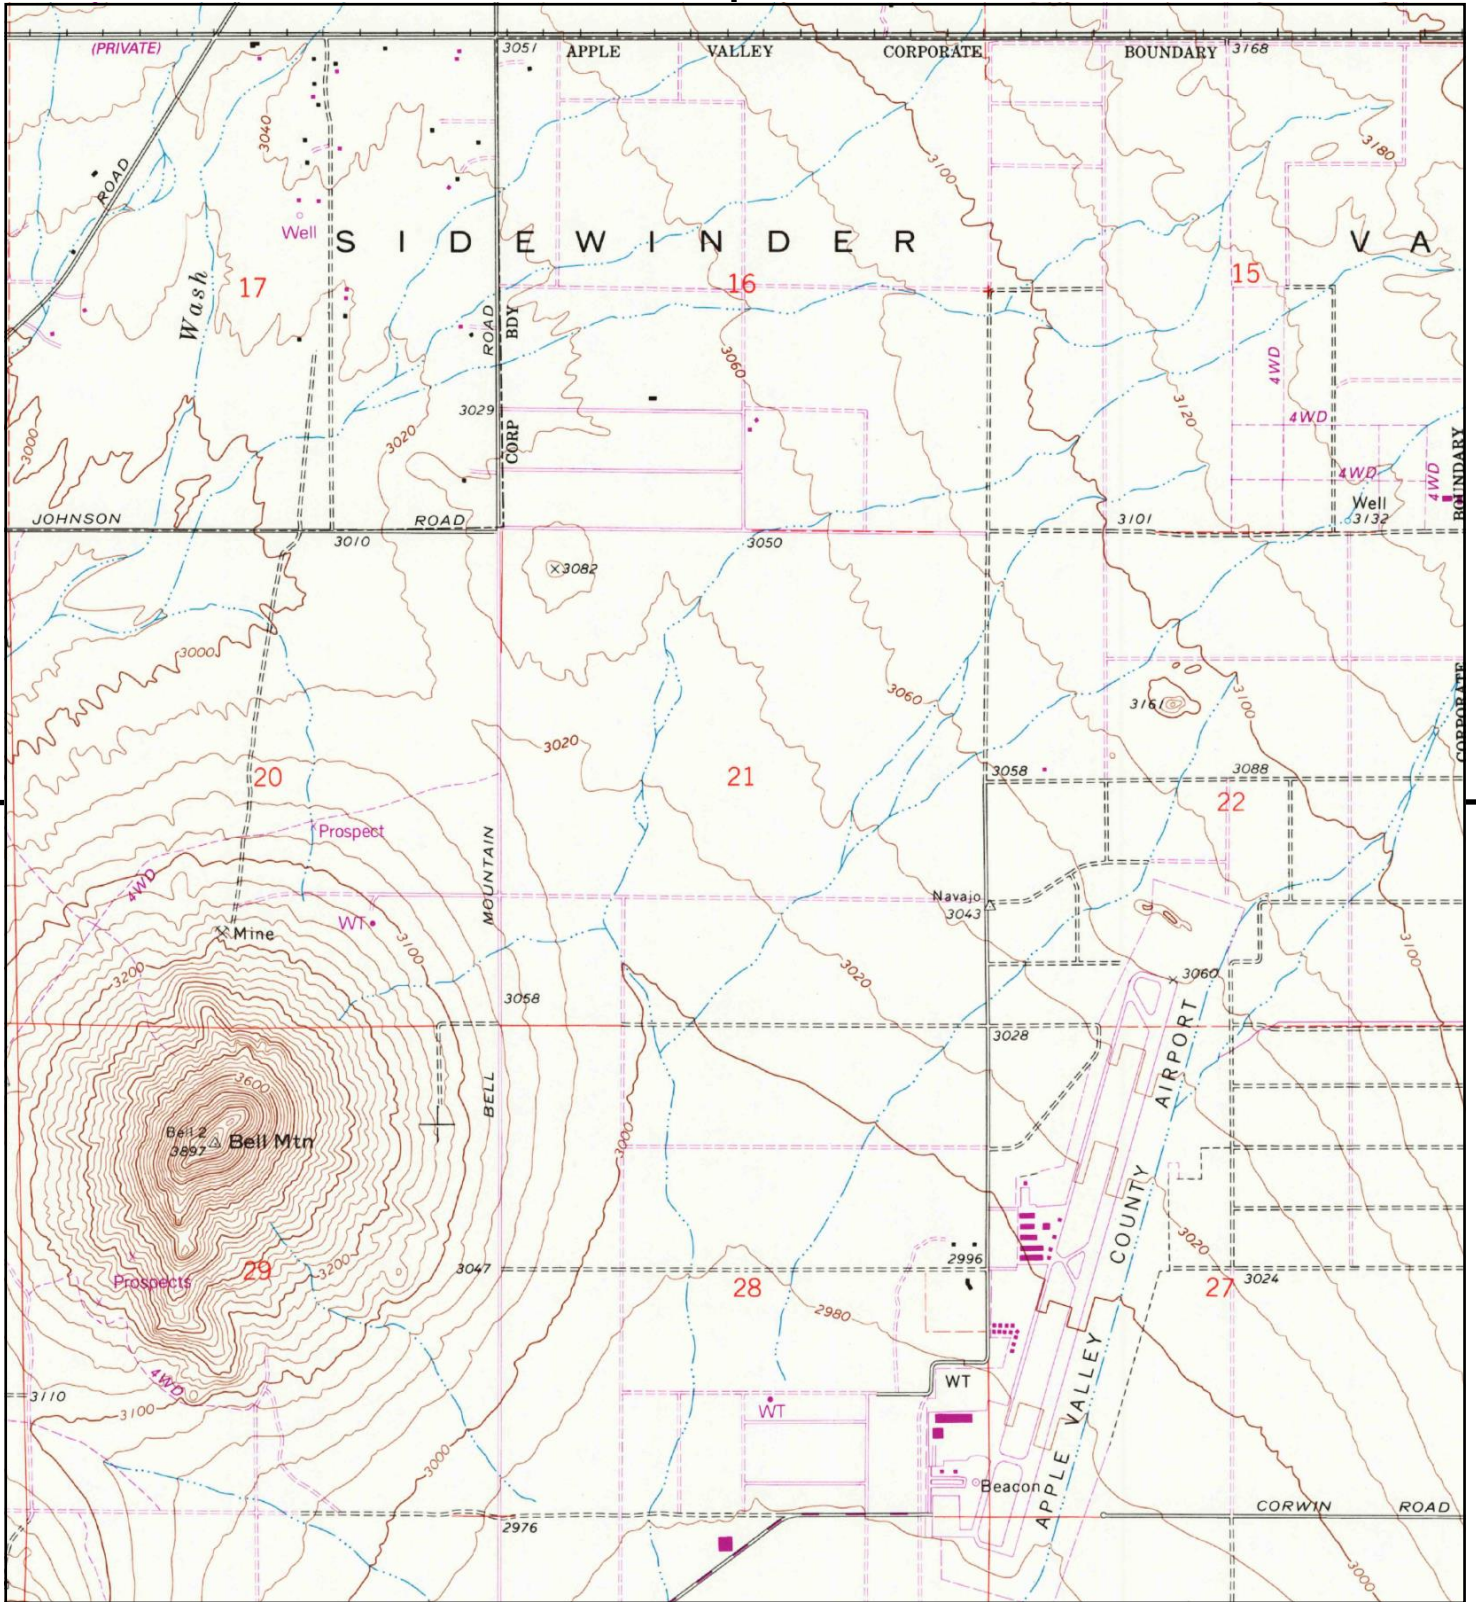 (PRIVATE)
3051
APPLE VALLEY CORPORATE BOUNDARY
3168
3040
3100
3180
ROAD
Well
SIDEWINDER VA
Wash
17
16
15
ROAD
BDY
3060
4WD
3029
3020
3120
4WD
CORP
3000
4WD
4WD
BOUNDARY
Well
3132
JOHNSON ROAD
3010
3050
3101
3082
3000
3060
3161
3100
CORPORATE
3020
20
21
3058
3088
22
Prospect
4WD
MOUNTAIN
Navajo
3043
WT
Mine
3100
3200
3020
3060
3100
3058
3028
AIRPORT
3600
BELL
Bell 2
3897
Bell Mtn
3000
COUNTY
3020
Prospects
29
3200
3047
2996
28
27
3024
2980
VALLEY
4WD
3110
3100
WT
WT
3000
Beacon
APPLE
CORWIN ROAD
2976
3000